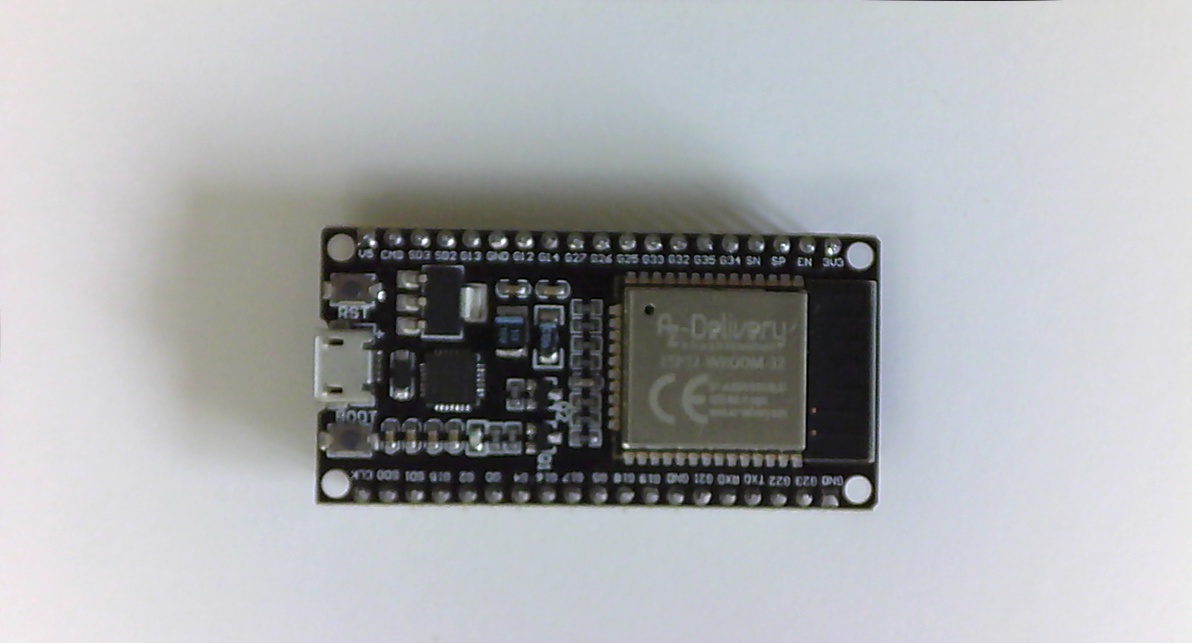 V5 CMD SD3 SD2 G13 GND G12 G14 G27 G26 G25 G33 G32 G35 G34 SN SP EN 3V3
RST
Az-Delivery
ESP32-WROOM-32
CE
BOOT
CLK SD0 SD1 G15 G2 G0 G4 G16 G17 G5 G18 G19 GND G21 RXD TXD G22 G23 GND